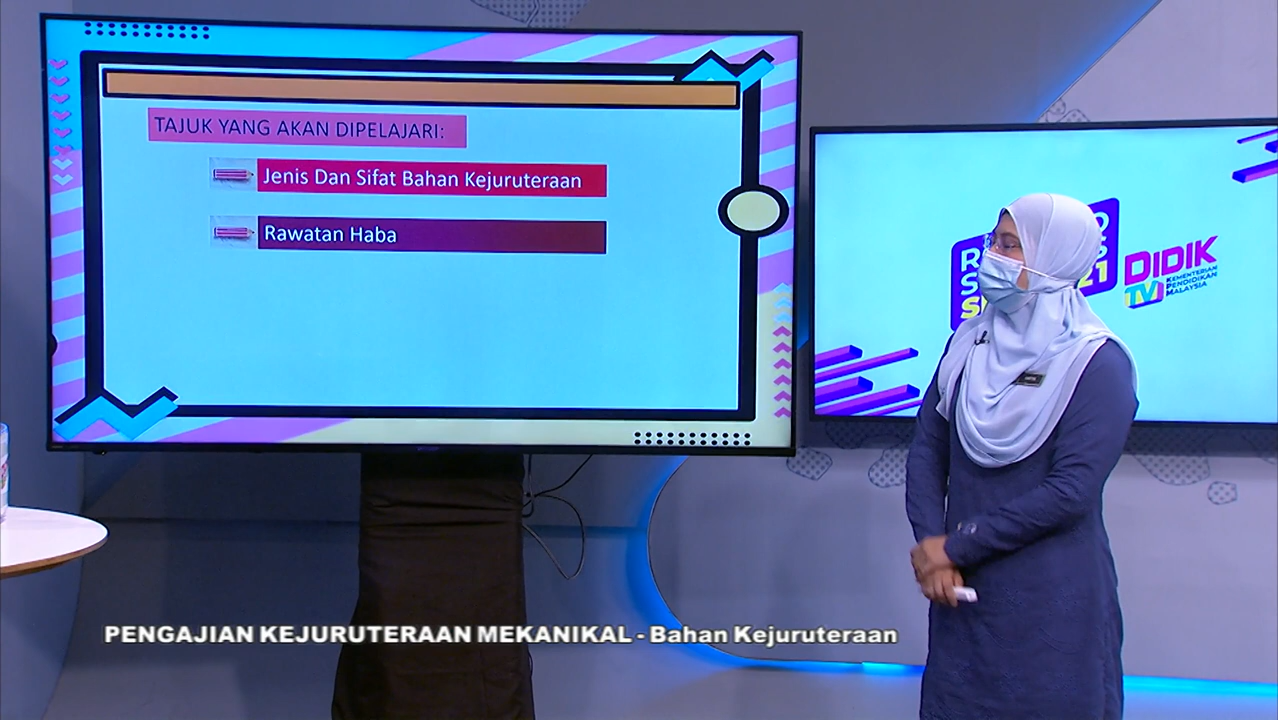 TAJUK YANG AKAN DIPELAJARI:
Jenis Dan Sifat Bahan Kejuruteraan
Rawatan Haba
DIDIK
TV
KEMENTERIAN
PENDIDIKAN
MALAYSIA
PENGAJIAN KEJURUTERAAN MEKANIKAL - Bahan Kejuruteraan